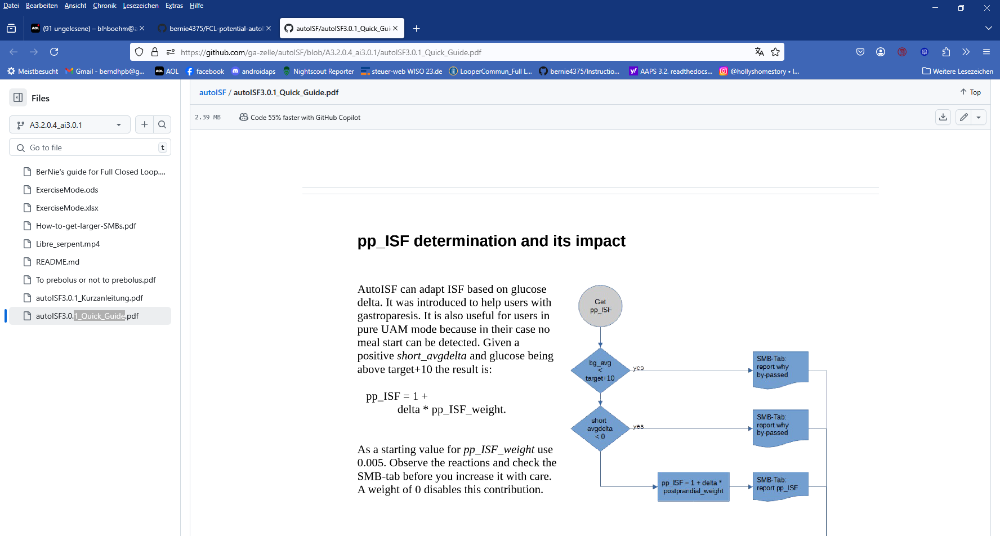 Datei Bearbeiten Ansicht Chronik Lesezeichen Extras Hilfe
AOL (91 ungelesene) – blhboehm@a
bernie4375/FCL-potential-autoI
autoISF/autoISF3.0.1_Quick_Gui
https://github.com/ga-zelle/autoISF/blob/A3.2.0.4_ai3.0.1/autoISF3.0.1_Quick_Guide.pdf
Meistbesucht
Gmail - berndhpb@g...
AOL AOL
facebook
androidaps
Nightscout Reporter
steuer-web WISO 23.de
LooperCommun_Full L...
bernie4375/Instructio...
AAPS 3.2. readthedocs...
@hollyshomestory • I...
Weitere Lesezeichen
Files
A3.2.0.4_ai3.0.1
Go to file
t
BerNie's guide for Full Closed Loop....
ExerciseMode.ods
ExerciseMode.xlsx
How-to-get-larger-SMBs.pdf
Libre_serpent.mp4
README.md
To prebolus or not to prebolus.pdf
autoISF3.0.1_Kurzanleitung.pdf
autoISF3.0.1_Quick_Guide.pdf
autoISF / autoISF3.0.1_Quick_Guide.pdf
Top
2.39 MB
Code 55% faster with GitHub Copilot
pp_ISF determination and its impact
AutoISF can adapt ISF based on glucose
delta. It was introduced to help users with
gastroparesis. It is also useful for users in
pure UAM mode because in their case no
meal start can be detected. Given a
positive short_avgdelta and glucose being
above target+10 the result is:
pp_ISF = 1 +
delta * pp_ISF_weight.
As a starting value for pp_ISF_weight use
0.005. Observe the reactions and check the
SMB-tab before you increase it with care.
A weight of 0 disables this contribution.
Get
pp_ISF
bg_avg
<
target+10
yes
SMB-Tab:
report why
by-passed
short
avgdelta
< 0
yes
SMB-Tab:
report why
by-passed
pp_ISF = 1 + delta *
postprandial_weight
SMB-Tab:
report pp_ISF